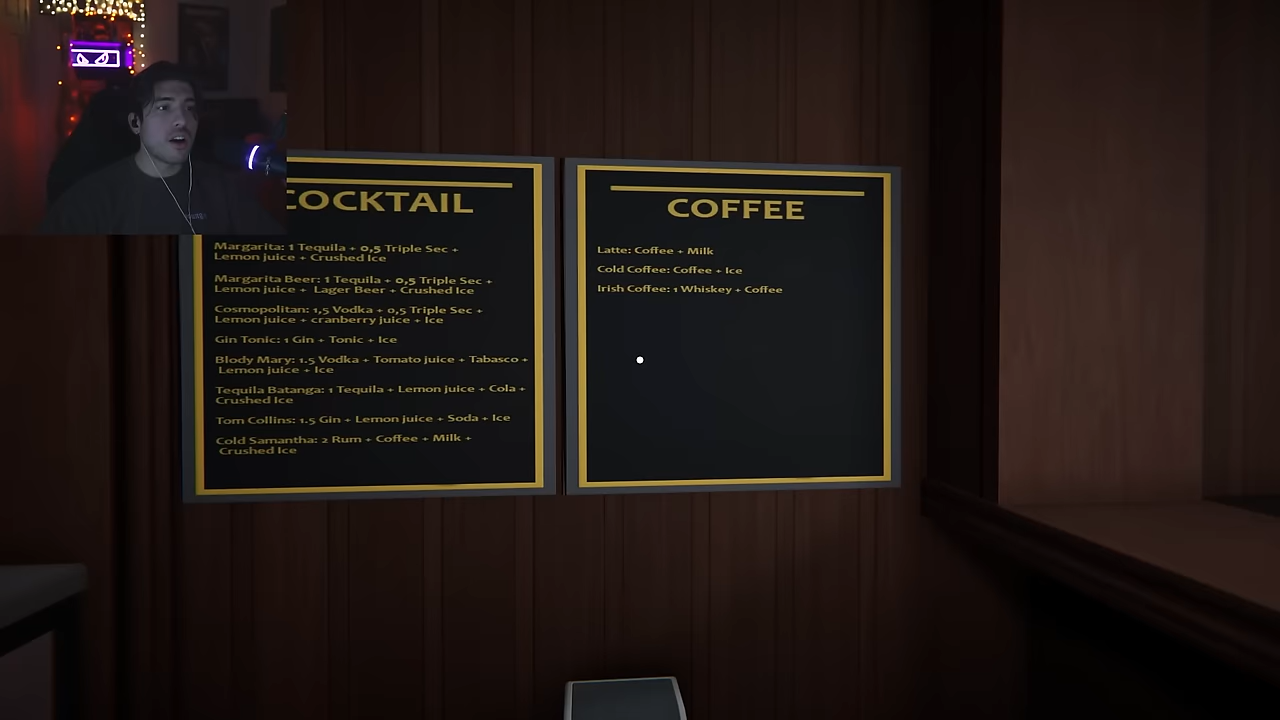 COCKTAIL
Margarita: 1 Tequila + 0,5 Triple Sec +
Lemon juice + Crushed Ice
Margarita Beer: 1 Tequila + 0,5 Triple Sec +
Lemon juice + Lager Beer + Crushed Ice
Cosmopolitan: 1,5 Vodka + 0,5 Triple Sec +
Lemon juice + cranberry juice + Ice
Gin Tonic: 1 Gin + Tonic + Ice
Blody Mary: 1.5 Vodka + Tomato juice + Tabasco +
Lemon juice + Ice
Tequila Batanga: 1 Tequila + Lemon juice + Cola +
Crushed Ice
Tom Collins: 1.5 Gin + Lemon juice + Soda + Ice
Cold Samantha: 2 Rum + Coffee + Milk +
Crushed Ice
COFFEE
Latte: Coffee + Milk
Cold Coffee: Coffee + Ice
Irish Coffee: 1 Whiskey + Coffee